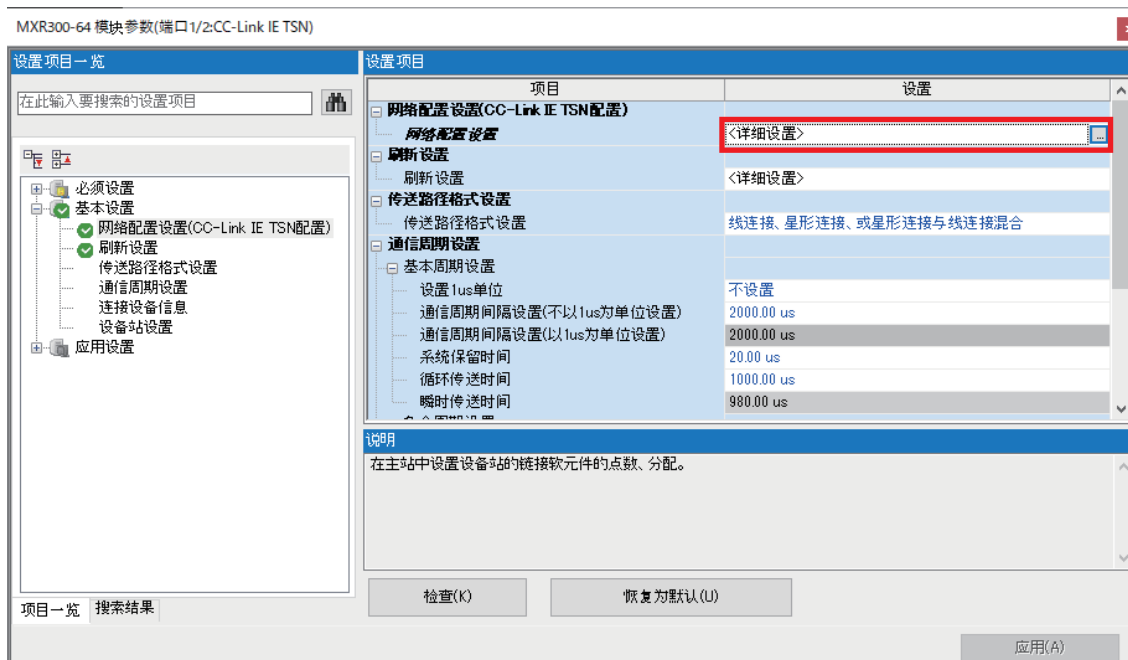 MXR300-64 模块参数(端口1/2:CC-Link IE TSN)
设置项目一览
在此输入要搜索的设置项目
必须设置
基本设置
网络配置设置(CC-Link IE TSN配置)
刷新设置
传送路径格式设置
通信周期设置
连接设备信息
设备站设置
应用设置
项目一览 搜索结果
设置项目
项目 设置
网络配置设置(CC-Link IE TSN配置)
网络配置设置 <详细设置>
刷新设置
刷新设置 <详细设置>
传送路径格式设置
传送路径格式设置 线连接、星形连接、或星形连接与线连接混合
通信周期设置
基本周期设置
设置1us单位 不设置
通信周期间隔设置(不以1us为单位设置) 2000.00 us
通信周期间隔设置(以1us为单位设置) 2000.00 us
系统保留时间 20.00 us
循环传送时间 1000.00 us
瞬时传送时间 980.00 us
说明
在主站中设置设备站的链接软元件的点数、分配。
检查(K) 恢复为默认(U)
应用(A)